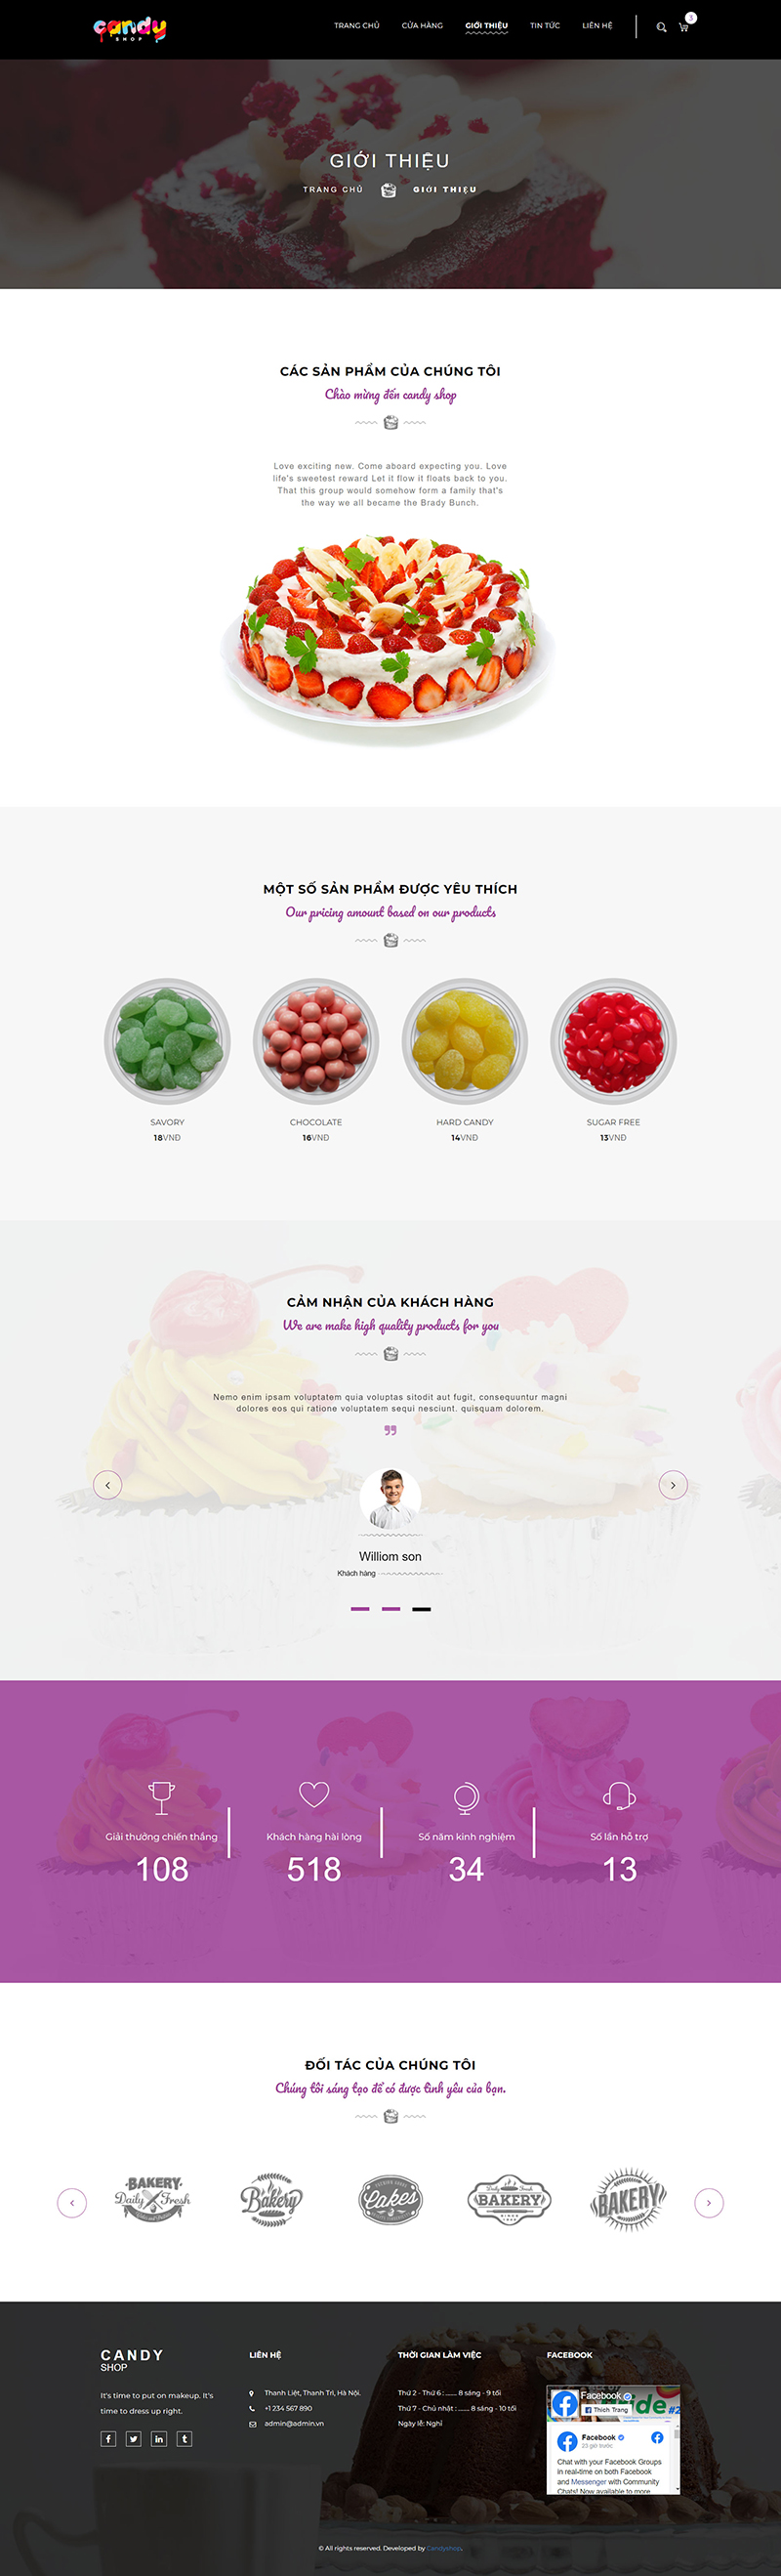 candy
SHOP
TRANG CHỦ
CỬA HÀNG
GIỚI THIỆU
TIN TỨC
LIÊN HỆ
3
GIỚI THIỆU
TRANG CHỦ
GIỚI THIỆU
CÁC SẢN PHẨM CỦA CHÚNG TÔI
Chào mừng đến candy shop
Love exciting new. Come aboard expecting you. Love
life's sweetest reward Let it flow it floats back to you.
That this group would somehow form a family that's
the way we all became the Brady Bunch.
MỘT SỐ SẢN PHẨM ĐƯỢC YÊU THÍCH
Our pricing amount based on our products
SAVORY
18VNĐ
CHOCOLATE
16VNĐ
HARD CANDY
14VNĐ
SUGAR FREE
13VNĐ
CẢM NHẬN CỦA KHÁCH HÀNG
We are make high quality products for you
Nemo enim ipsam voluptatem quia voluptas sitodit aut fugit, consequuntur magni
dolores eos qui ratione voluptatem sequi nesciunt. quisquam dolorem.
Williom son
Khách hàng
Giải thưởng chiến thắng
108
Khách hàng hài lòng
518
Số năm kinh nghiệm
34
Số lần hỗ trợ
13
ĐỐI TÁC CỦA CHÚNG TÔI
Chúng tôi sáng tạo để có được tình yêu của bạn.
BAKERY
Daily Fresh
Bakery
Cakes
Daily Fresh
BAKERY
BAKERY
CANDY
SHOP
It's time to put on makeup. It's
time to dress up right.
LIÊN HỆ
Thanh Liệt, Thanh Trì, Hà Nội.
+1 234 567 890
admin@admin.vn
THỜI GIAN LÀM VIỆC
Thứ 2 - Thứ 6 : ...... 8 sáng - 9 tối
Thứ 7 - Chủ nhật : ...... 8 sáng - 10 tối
Ngày lễ: Nghỉ
FACEBOOK
Facebook
Thích Trang
Facebook
23 giờ trước
Chat with your Facebook Groups
in real-time on both Facebook
and Messenger with Community
Chats! Now available to more
© All rights reserved. Developed by Candyshop.